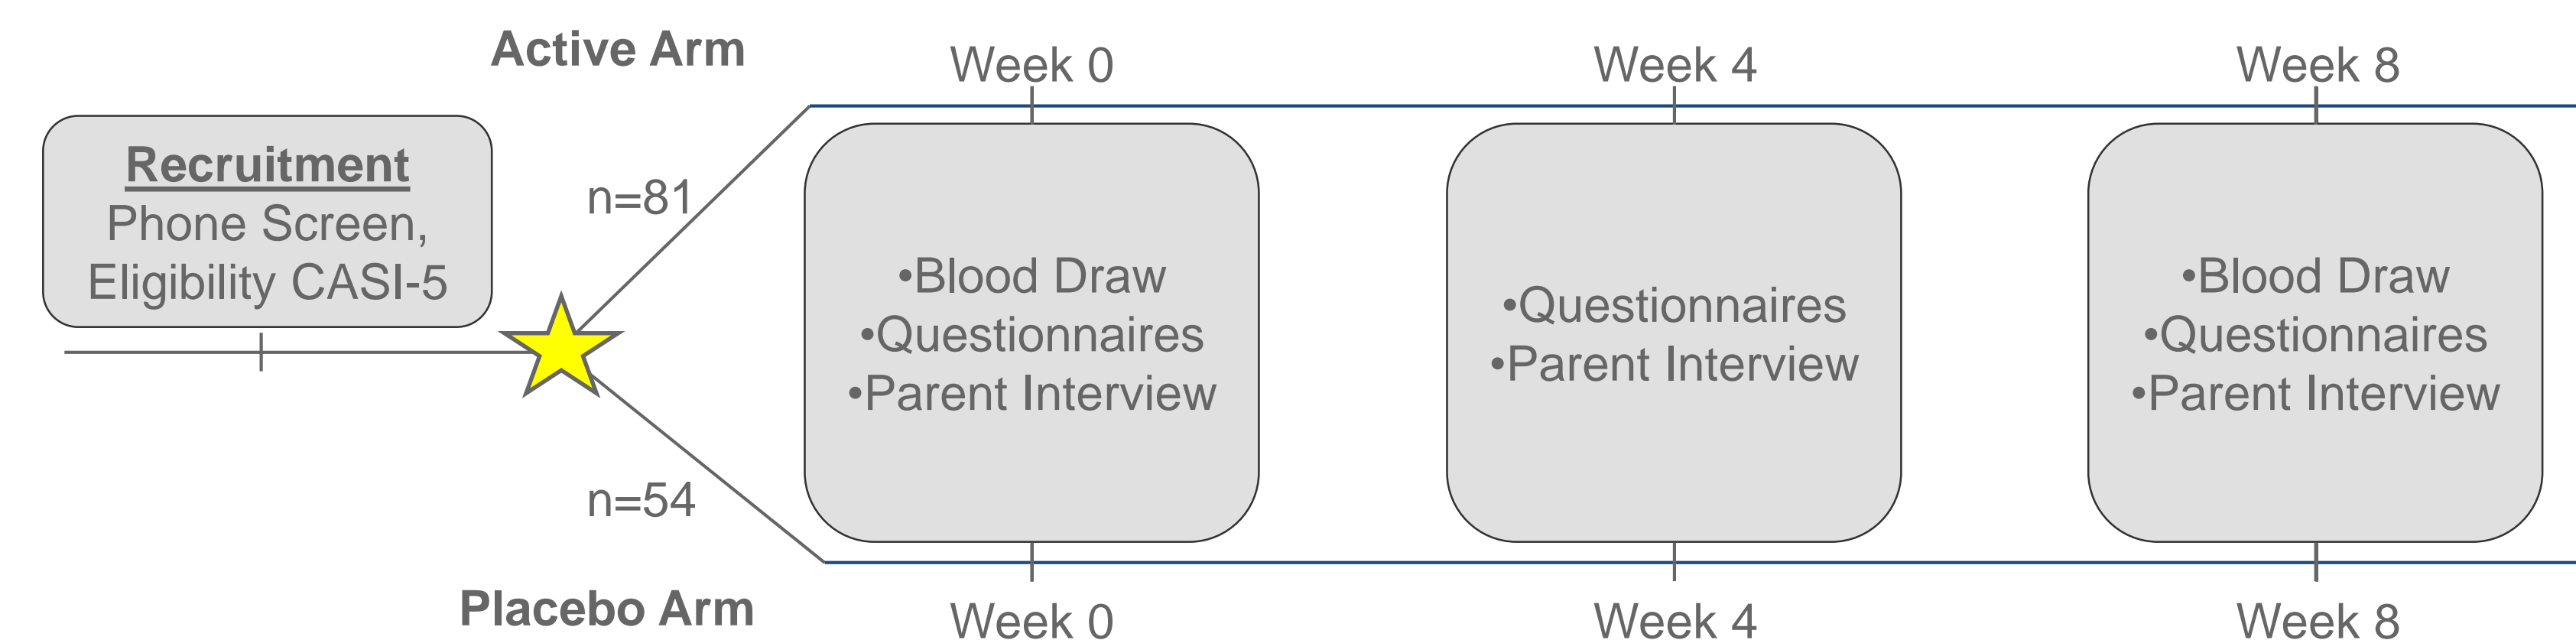 Active Arm
Week 0
Week 4
Week 8
Recruitment
Phone Screen,
Eligibility CASI-5
n=81
•Blood Draw
•Questionnaires
•Parent Interview
•Questionnaires
•Parent Interview
•Blood Draw
•Questionnaires
•Parent Interview
n=54
Placebo Arm
Week 0
Week 4
Week 8